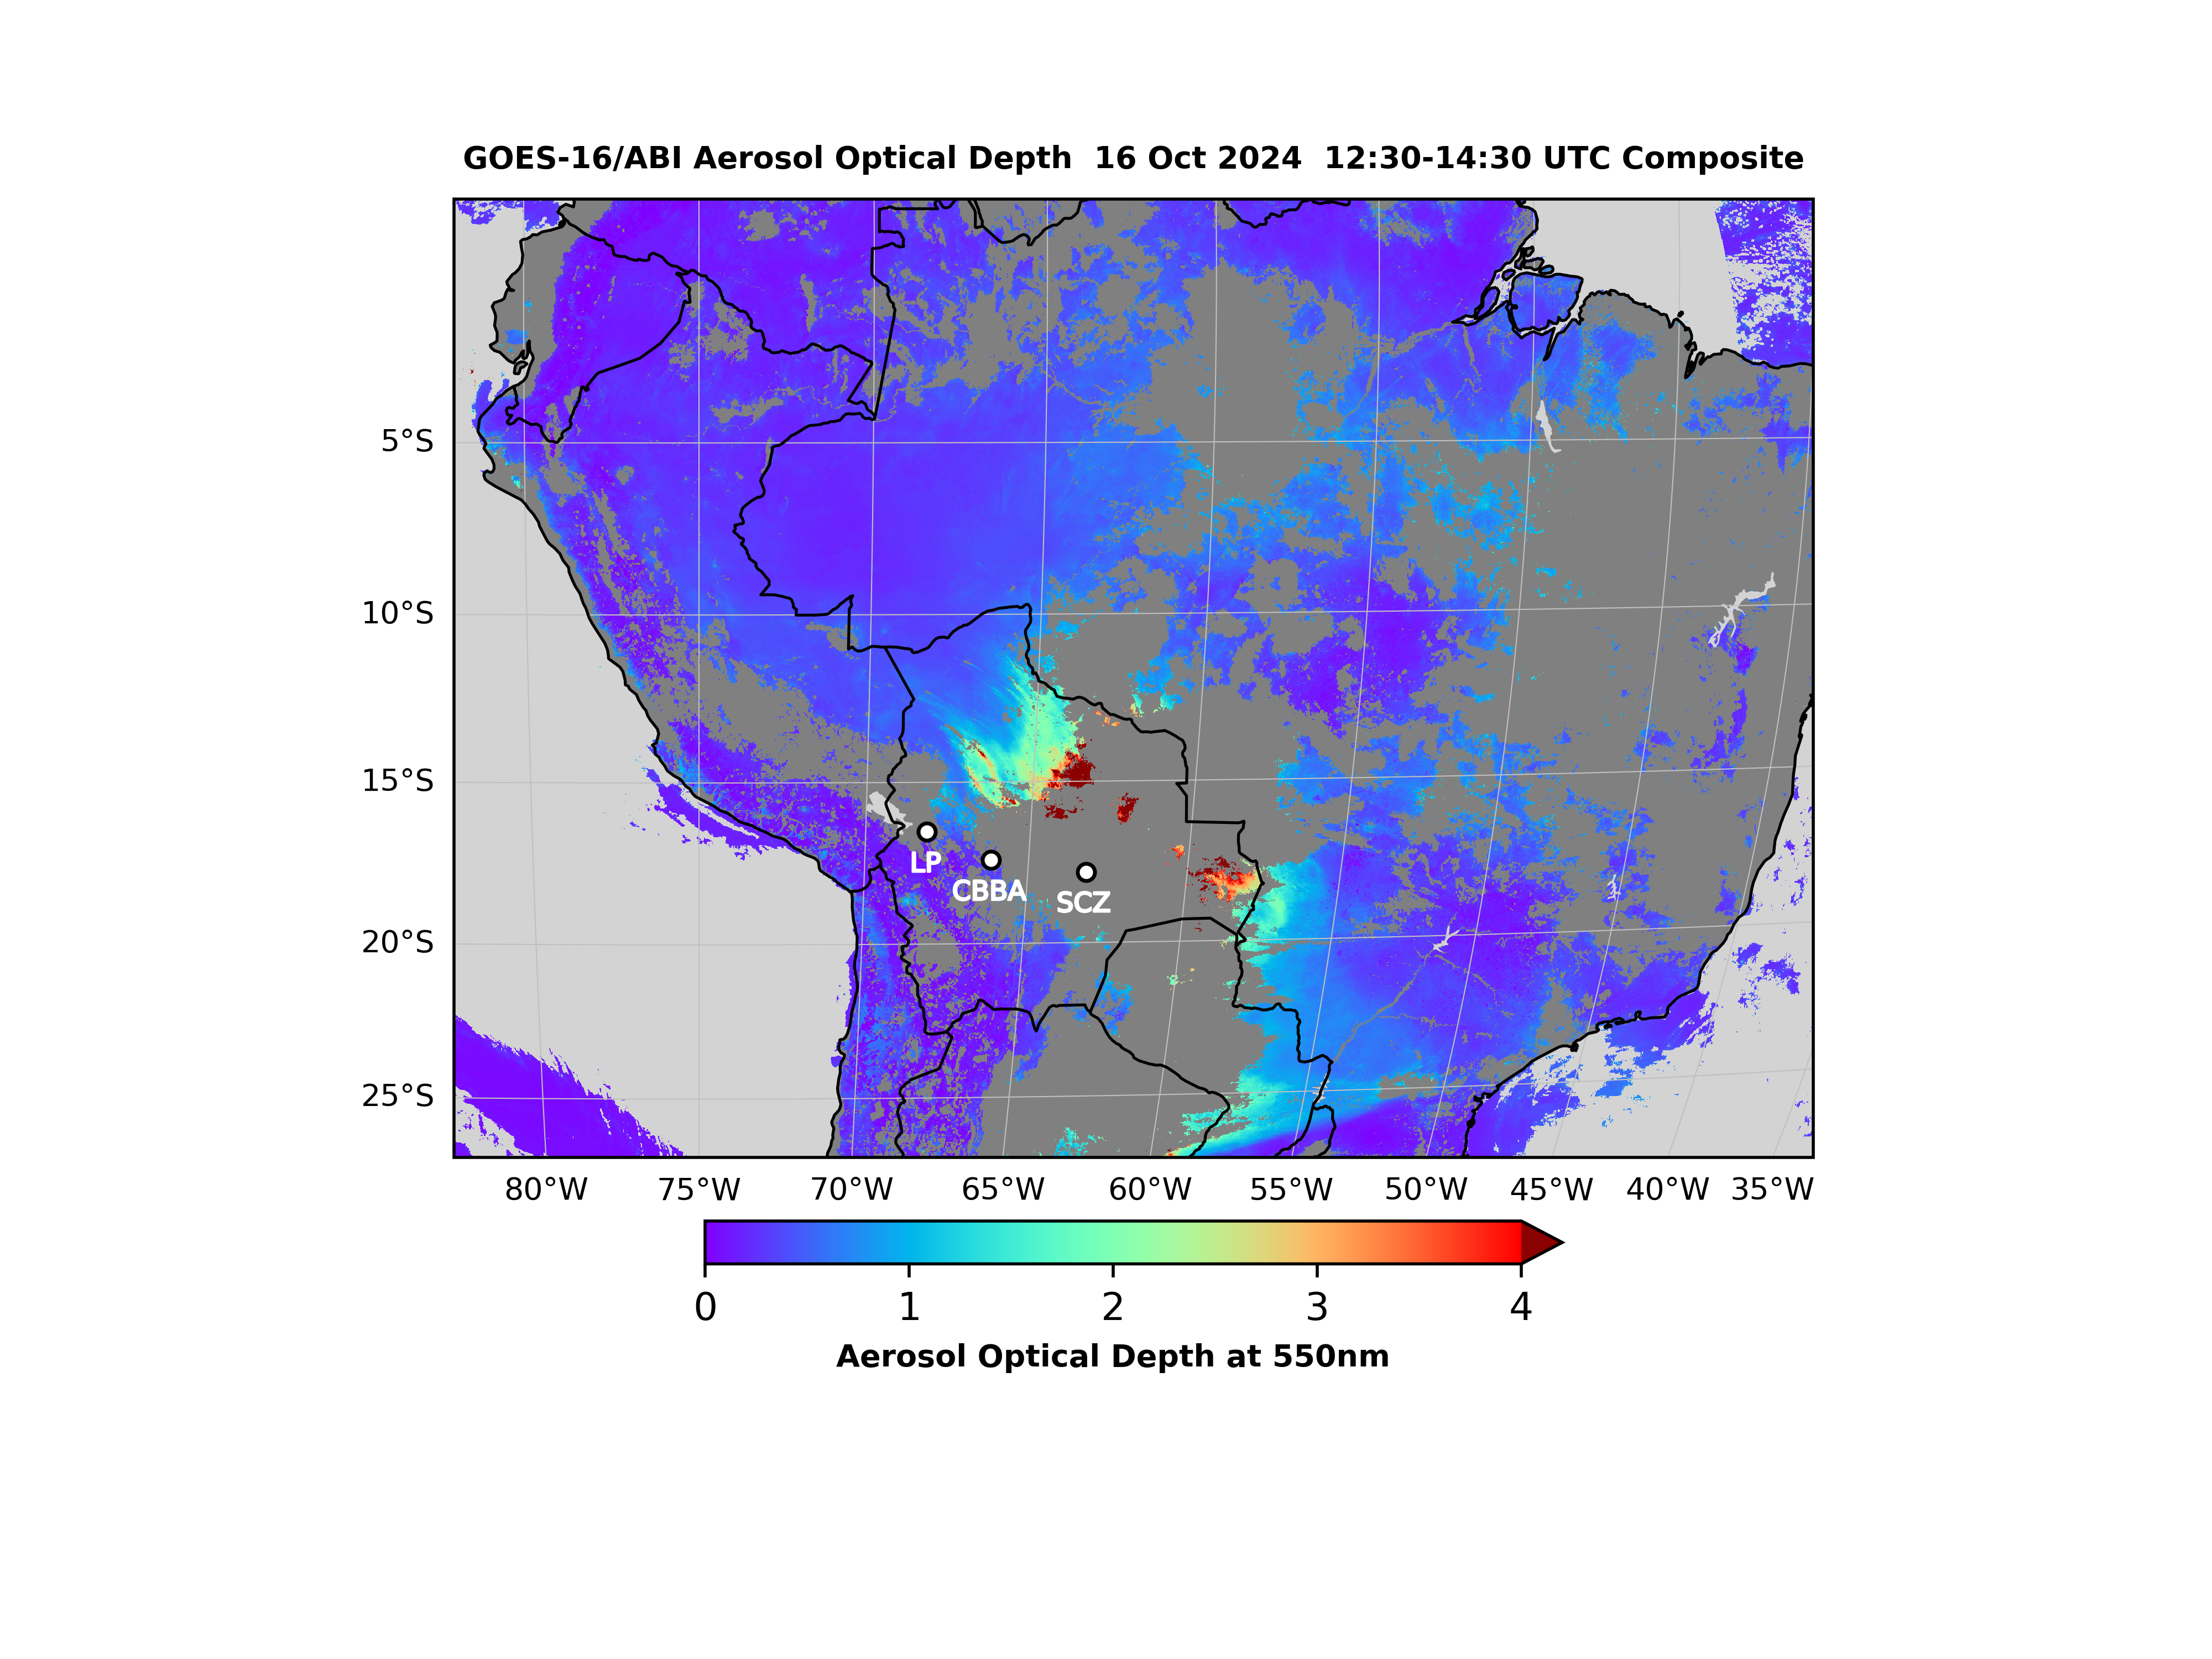 GOES-16/ABI Aerosol Optical Depth  16 Oct 2024  12:30-14:30 UTC Composite
5°S
10°S
15°S
LP
CBBA
SCZ
20°S
25°S
80°W 75°W 70°W 65°W 60°W 55°W 50°W 45°W 40°W 35°W
0 1 2 3 4
Aerosol Optical Depth at 550nm